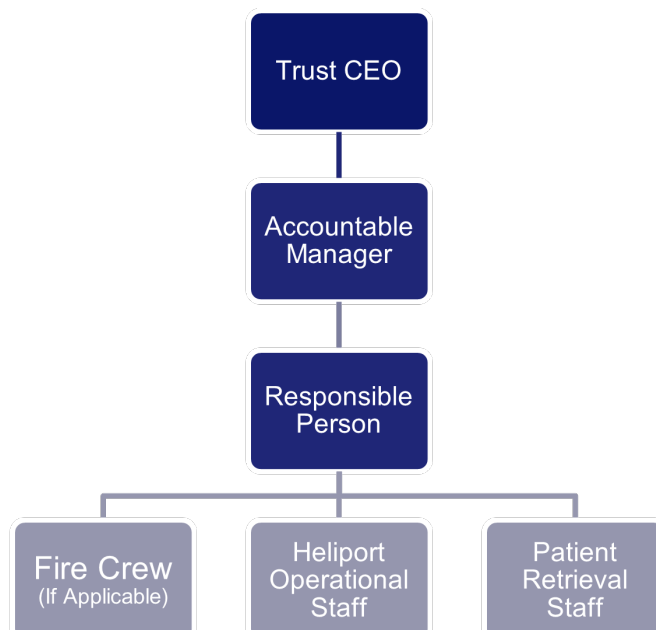 Trust CEO
Accountable
Manager
Responsible
Person
Fire Crew
(If Applicable)
Heliport
Operational
Staff
Patient
Retrieval
Staff